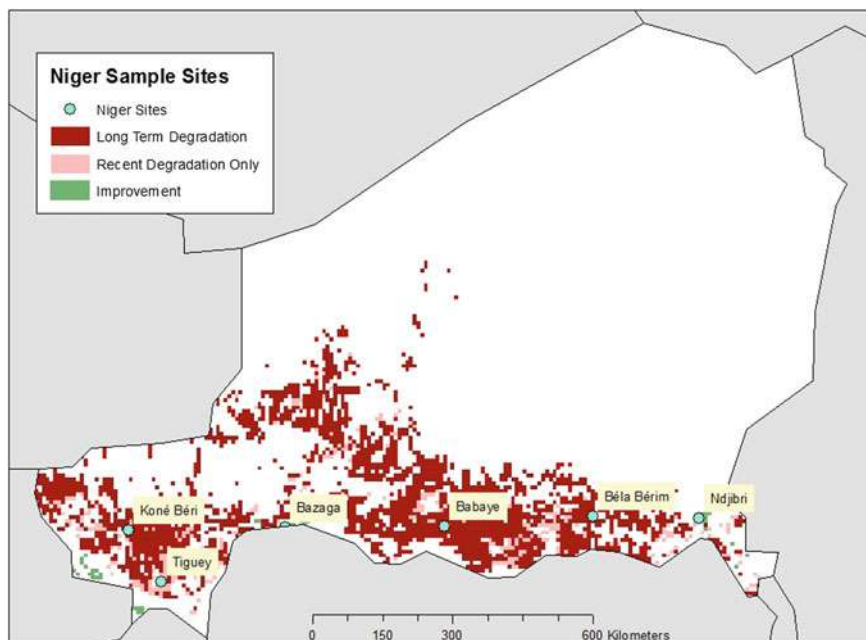 Niger Sample Sites
Niger Sites
Long Term Degradation
Recent Degradation Only
Improvement
Koné Béri
Bazaga
Babaye
Béla Bérim
Ndjibri
Tiguey
0 150 300 600 Kilometers